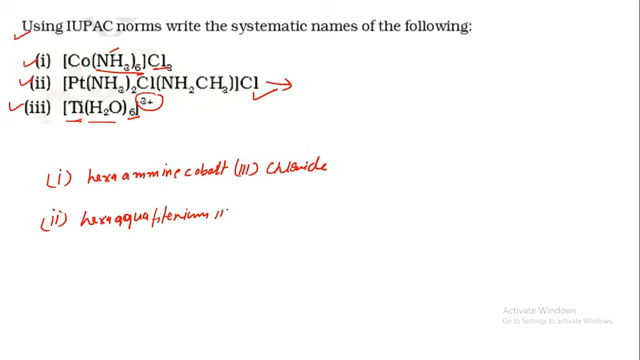 Using IUPAC norms write the systematic names of the following:
(i) [Co(NH₃)₆]Cl₃
(ii) [Pt(NH₃)₂Cl(NH₂CH₃)]Cl
(iii) [Ti(H₂O)₆]³⁺
(i) hexaammine cobalt (III) Chloride
(ii) hexaaqua
Activate Windows
Go to Settings to activate Windows.